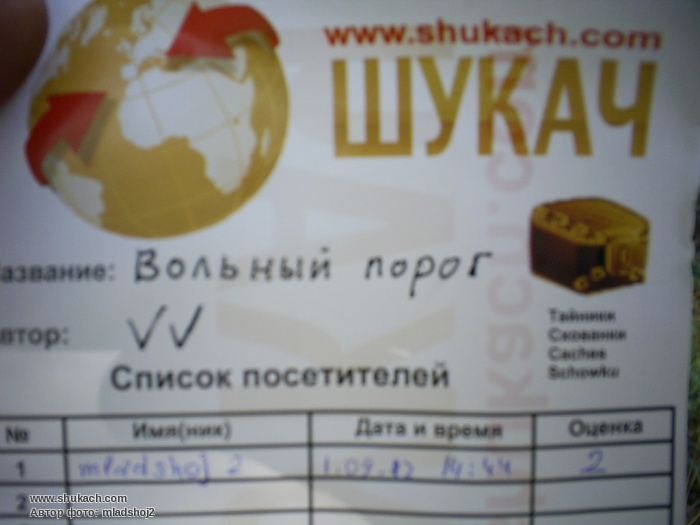 www.shukach.com
ШУКАЧ
азвание: Вольный порог
втор: VV
Тайники
Схованки
Caches
Schowku
Список посетителей
№ Имя(ник) Дата и время Оценка
1 mladshoj 2 1.09.12 14:44 2
2
www.shukach.com
Автор фото: mladshoj2